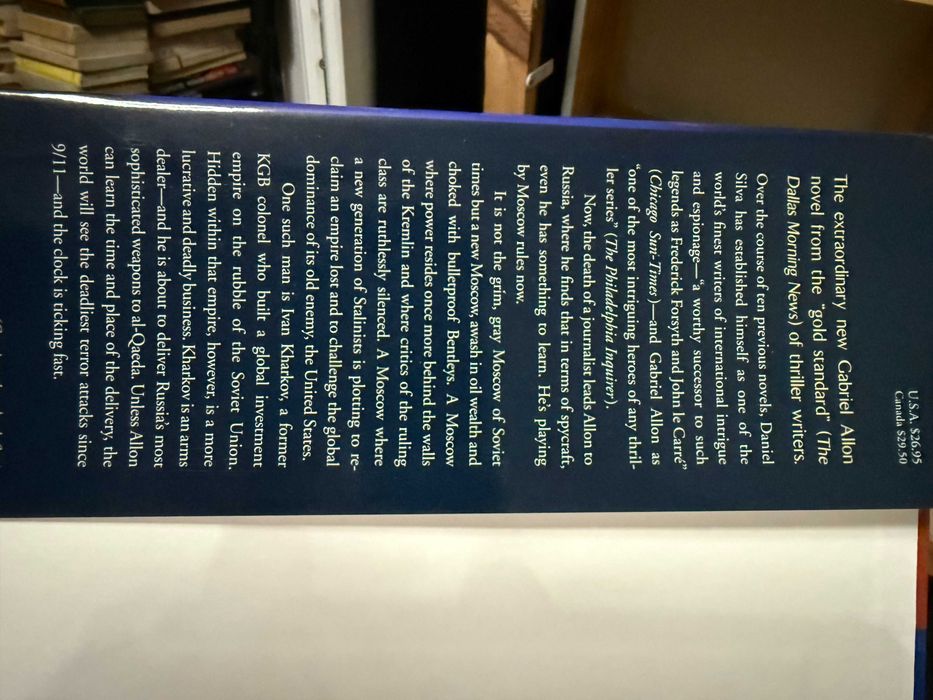 U.S.A. $26.95
Canada $29.50
The extraordinary new Gabriel Allon
novel from the "gold standard" (The
Dallas Morning News) of thriller writers.
Over the course of ten previous novels, Daniel
Silva has established himself as one of the
world's finest writers of international intrigue
and espionage—"a worthy successor to such
legends as Frederick Forsyth and John le Carré"
(Chicago Sun-Times)—and Gabriel Allon as
"one of the most intriguing heroes of any thril-
ler series" (The Philadelphia Inquirer).
Now, the death of a journalist leads Allon to
Russia, where he finds that in terms of spycraft,
even he has something to learn. He's playing
by Moscow rules now.
It is not the grim, gray Moscow of Soviet
times but a new Moscow, awash in oil wealth and
choked with bulletproof Bentleys. A Moscow
where power resides once more behind the walls
of the Kremlin and where critics of the ruling
class are ruthlessly silenced. A Moscow where
a new generation of Stalinists is plotting to re-
claim an empire lost and to challenge the global
dominance of its old enemy, the United States.
One such man is Ivan Kharkov, a former
KGB colonel who built a global investment
empire on the rubble of the Soviet Union.
Hidden within that empire, however, is a more
lucrative and deadly business. Kharkov is an arms
dealer—and he is about to deliver Russia's most
sophisticated weapons to al-Qaeda. Unless Allon
can learn the time and place of the delivery, the
world will see the deadliest terror attacks since
9/11—and the clock is ticking fast.